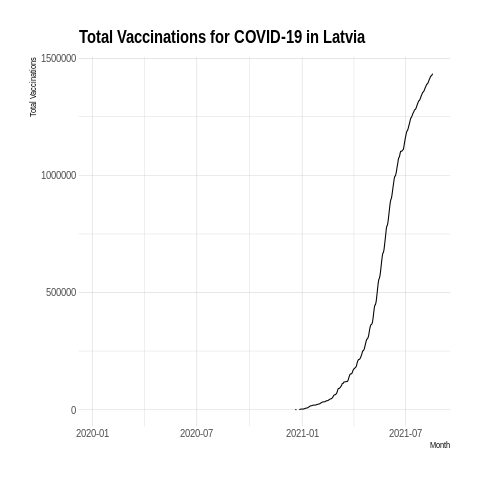 Total Vaccinations for COVID-19 in Latvia
Total Vaccinations
1500000
1000000
500000
0
2020-01 2020-07 2021-01 2021-07
Month